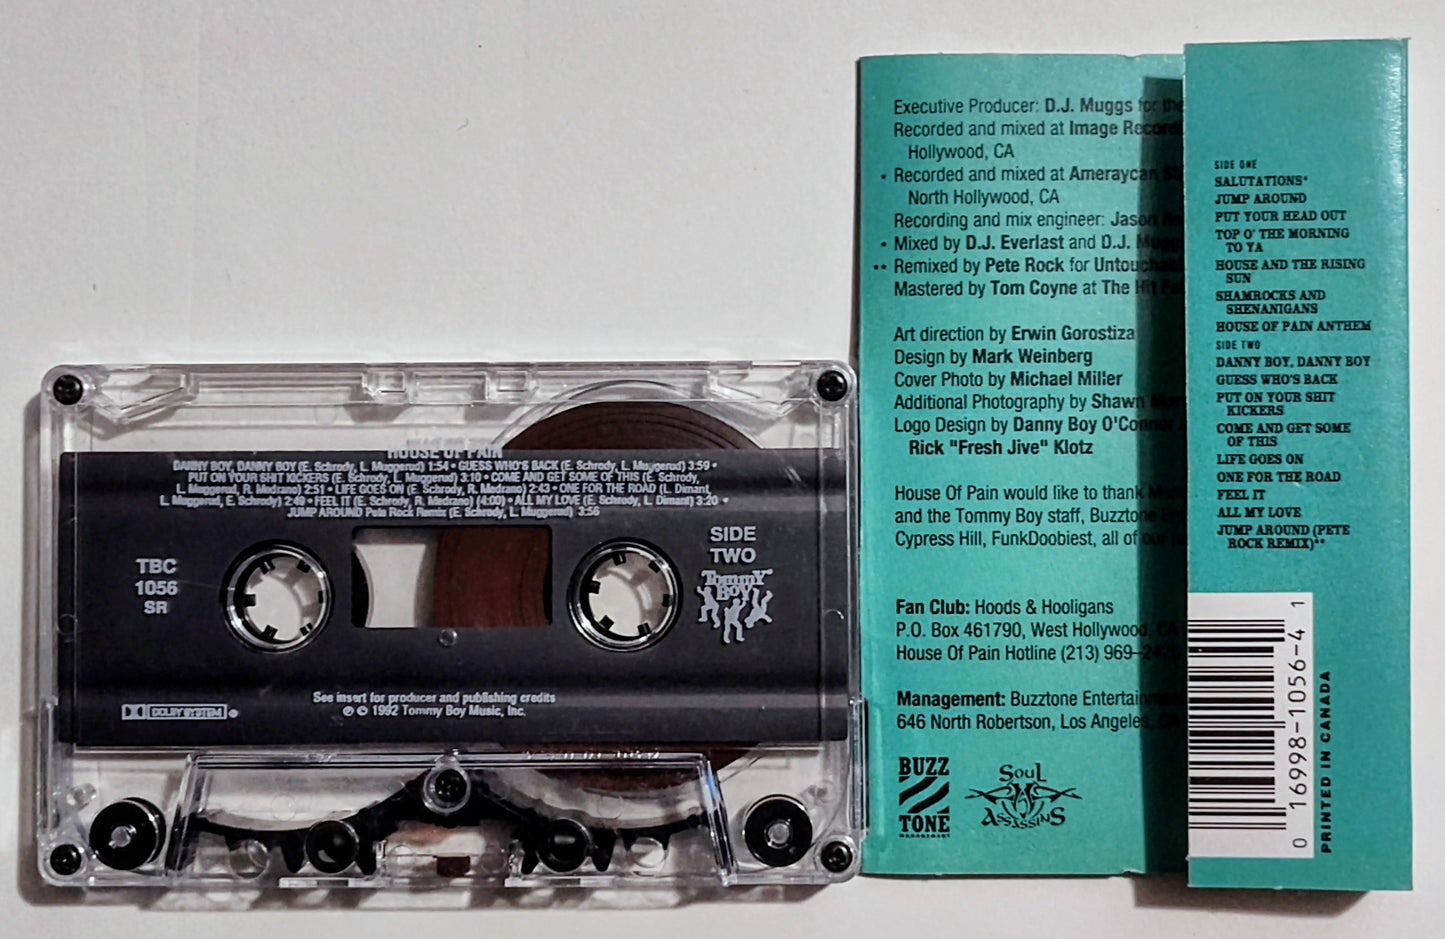 HOUSE OF PAIN
DANNY BOY, DANNY BOY (E. Schrody, L. Muggerud) 1:54 • GUESS WHO'S BACK (E. Schrody, L. Muggerud) 3:59 •
PUT ON YOUR SHIT KICKERS (E. Schrody, L. Muggerud) 3:10 • COME AND GET SOME OF THIS (E. Schrody,
L. Muggerud, R. Medrano) 2:51 • LIFE GOES ON (E. Schrody, R. Medrano) 2:43 • ONE FOR THE ROAD (L. Dimant,
L. Muggerud, E. Schrody) 2:49 • FEEL IT (E. Schrody, R. Medrano) (4:00) • ALL MY LOVE (E. Schrody, L. Dimant) 3:20 •
JUMP AROUND Pete Rock Remix (E. Schrody, L. Muggerud) 3:56
TBC
1056
SR
SIDE
TWO
Tommy
Boy
See insert for producer and publishing credits
℗ © 1992 Tommy Boy Music, Inc.
DOLBY SYSTEM
Executive Producer: D.J. Muggs for the
Recorded and mixed at Image
Hollywood, CA
• Recorded and mixed at Ameraycan
North Hollywood, CA
Recording and mix engineer: Jason
• Mixed by D.J. Everlast and D.J.
•• Remixed by Pete Rock for
Mastered by Tom Coyne at The Hit
Art direction by Erwin Gorostiza
Design by Mark Weinberg
Cover Photo by Michael Miller
Additional Photography by Shawn
Logo Design by Danny Boy O'Connor
Rick "Fresh Jive" Klotz
House Of Pain would like to thank
and the Tommy Boy staff, Buzztone
Cypress Hill, FunkDoobiest, all of our
Fan Club: Hoods & Hooligans
P.O. Box 461790, West Hollywood, CA
House Of Pain Hotline (213) 969–
Management: Buzztone
646 North Robertson, Los Angeles, CA
BUZZ
TONE
MANAGEMENT
SOUL
ASSASSINS
SIDE ONE
SALUTATIONS•
JUMP AROUND
PUT YOUR HEAD OUT
TOP O' THE MORNING
TO YA
HOUSE AND THE RISING
SUN
SHAMROCKS AND
SHENANIGANS
HOUSE OF PAIN ANTHEM
SIDE TWO
DANNY BOY, DANNY BOY
GUESS WHO'S BACK
PUT ON YOUR SHIT
KICKERS
COME AND GET SOME
OF THIS
LIFE GOES ON
ONE FOR THE ROAD
FEEL IT
ALL MY LOVE
JUMP AROUND (PETE
ROCK REMIX)••
0 16998-1056-4 1
PRINTED IN CANADA